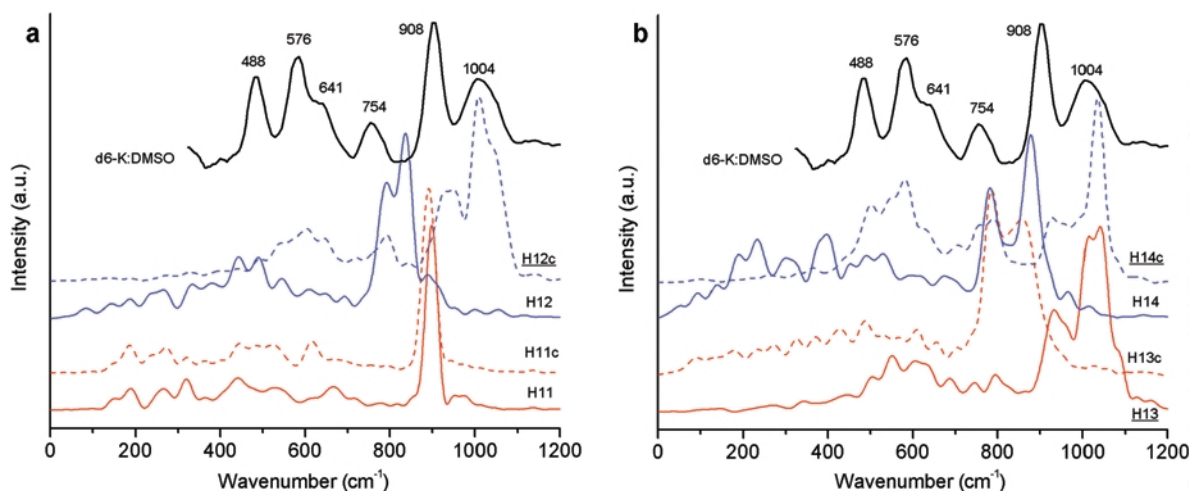 a
488
576
641
754
908
1004
d6-K:DMSO
H12c
H12
H11c
H11
Intensity (a.u.)
0 200 400 600 800 1000 1200
Wavenumber (cm⁻¹)
b
488
576
641
754
908
1004
d6-K:DMSO
H14c
H14
H13c
H13
Intensity (a.u.)
0 200 400 600 800 1000 1200
Wavenumber (cm⁻¹)